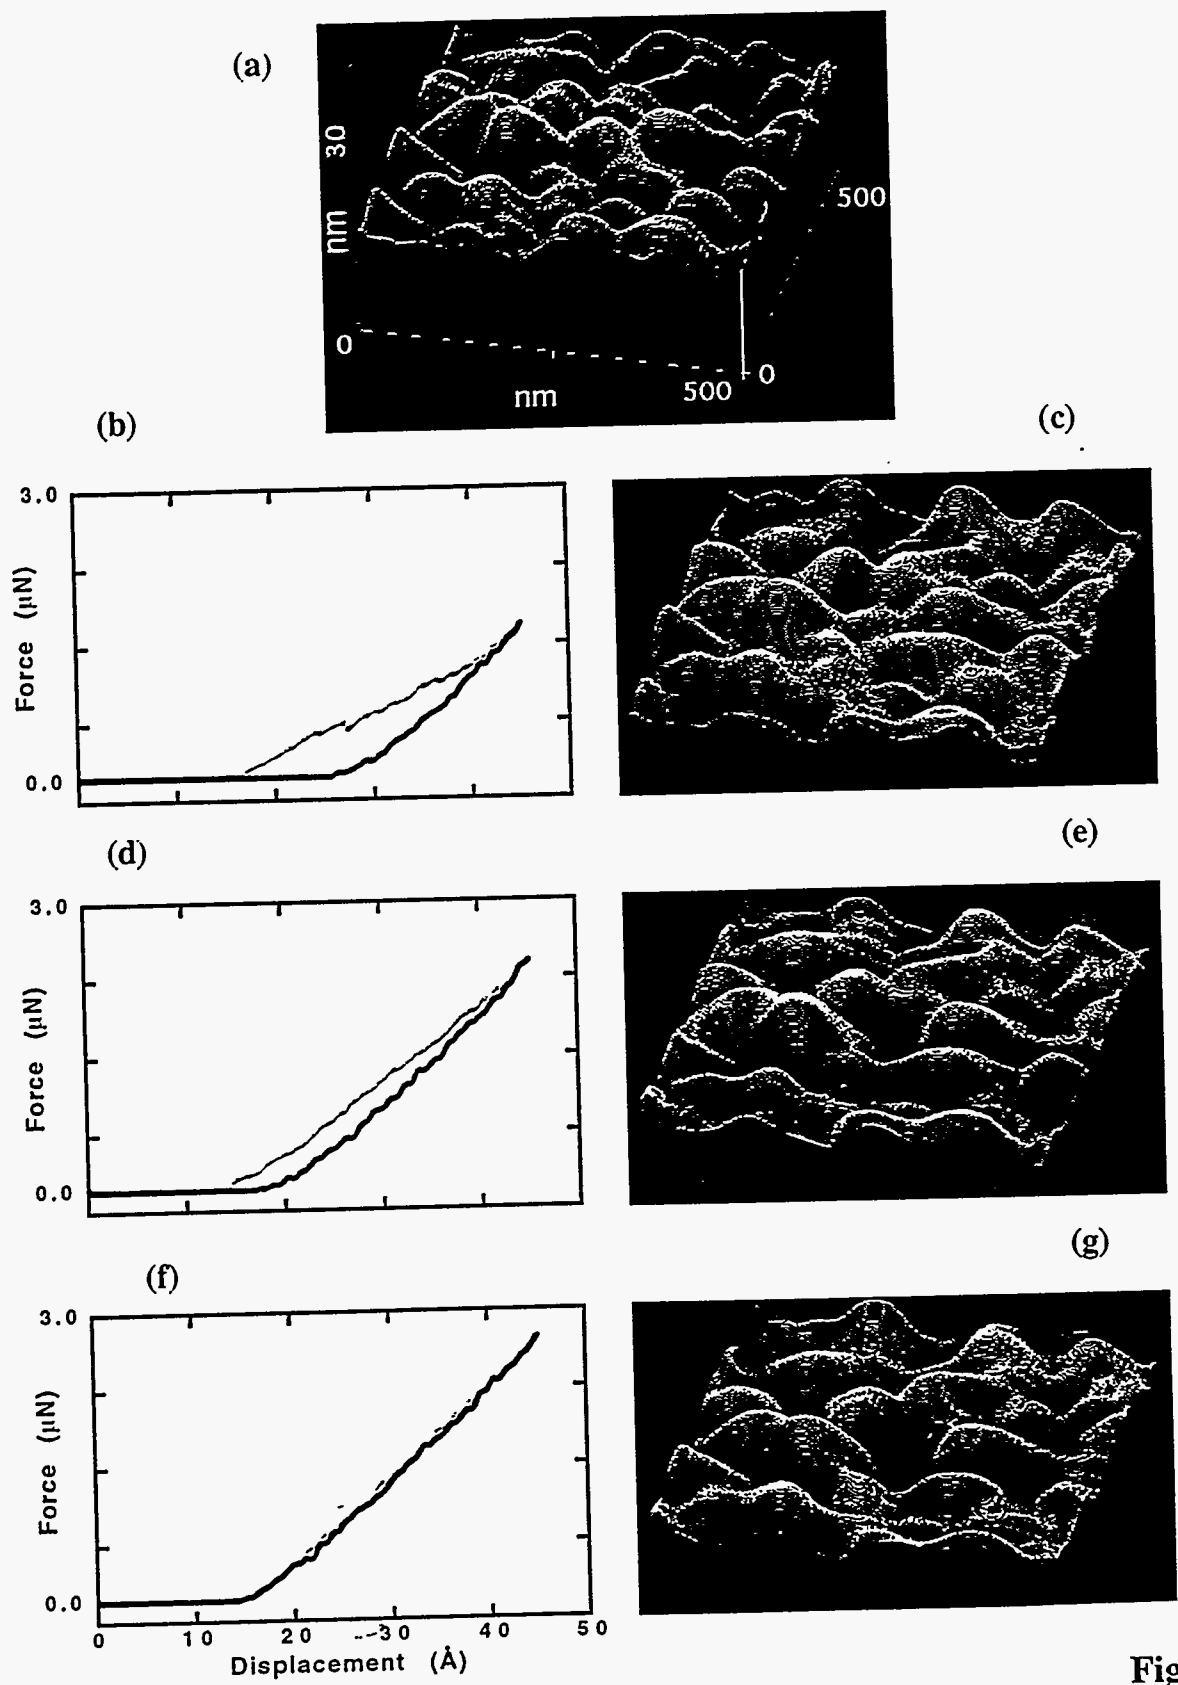 (a)
30
nm
0
nm
500
0
500
(b)
(c)
3.0
Force (μN)
0.0
(d)
(e)
3.0
Force (μN)
0.0
(f)
(g)
3.0
Force (μN)
0.0
0 10 20 30 40 50
Displacement (Å)
Fig